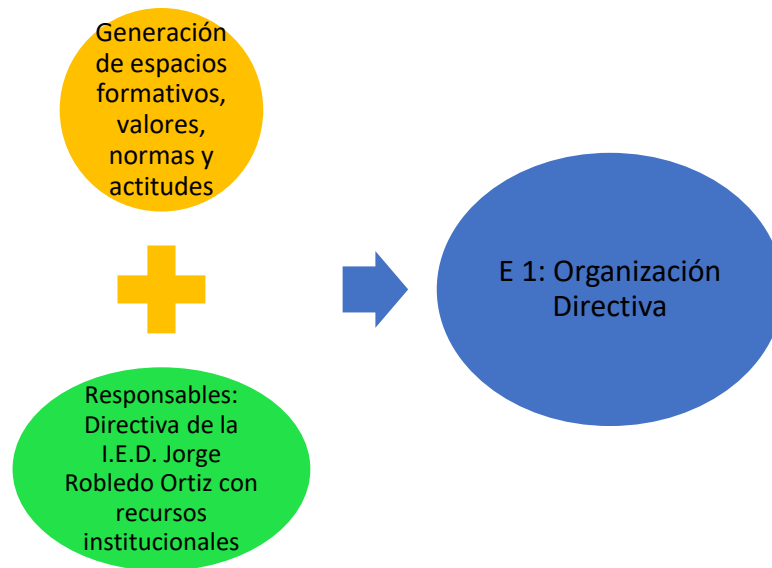 Generación
de espacios
formativos,
valores,
normas y
actitudes
E 1: Organización
Directiva
Responsables:
Directiva de la
I.E.D. Jorge
Robledo Ortiz con
recursos
institucionales